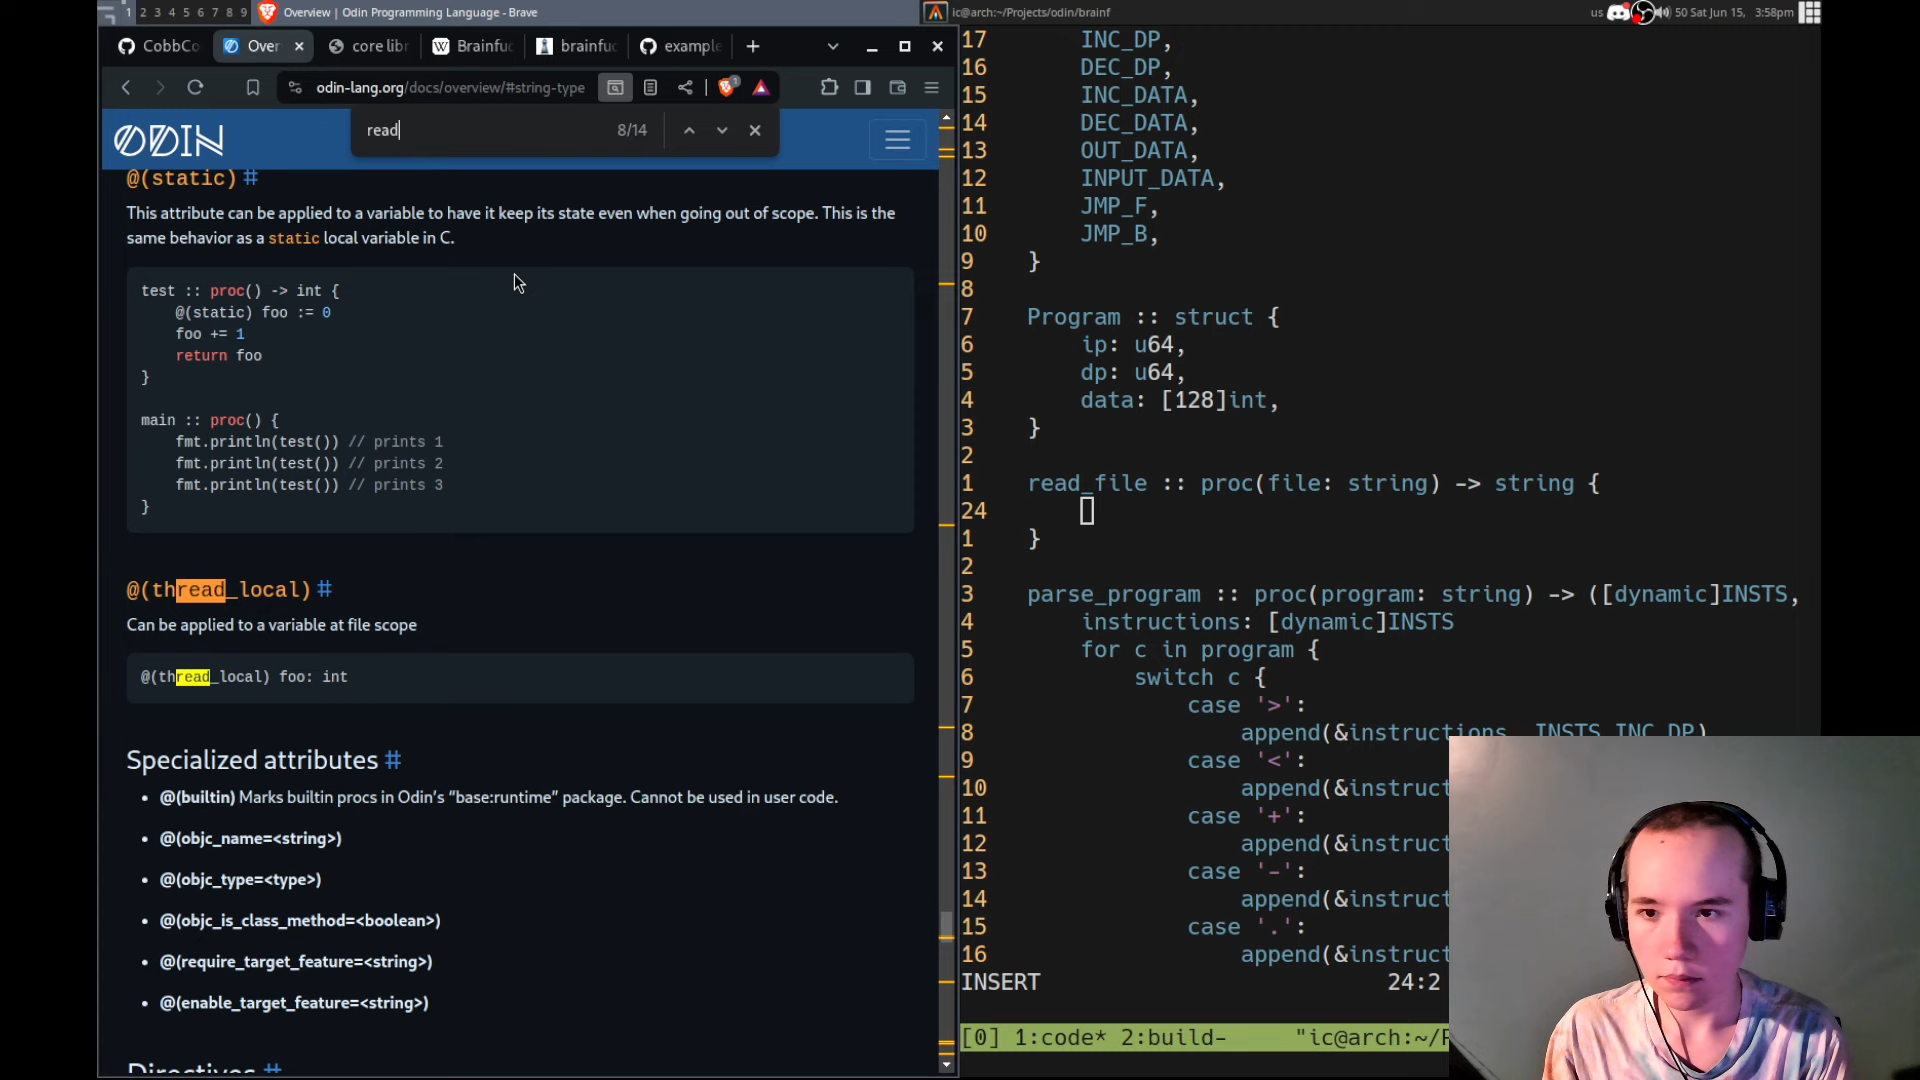 1 2 3 4 5 6 7 8 9 Overview | Odin Programming Language - Brave
ic@arch:~/Projects/odin/brainf
us 50 Sat Jun 15, 3:58pm
CobbCo
Over
core libr
Brainfuc
brainfuc
example
odin-lang.org/docs/overview/#string-type
1
ODIN
read
8/14
@(static) #
This attribute can be applied to a variable to have it keep its state even when going out of scope. This is the
same behavior as a static local variable in C.
test :: proc() -> int {
@(static) foo := 0
foo += 1
return foo
}
main :: proc() {
fmt.println(test()) // prints 1
fmt.println(test()) // prints 2
fmt.println(test()) // prints 3
}
@(thread_local) #
Can be applied to a variable at file scope
@(thread_local) foo: int
Specialized attributes #
• @(builtin) Marks builtin procs in Odin's “base:runtime” package. Cannot be used in user code.
• @(objc_name=<string>)
• @(objc_type=<type>)
• @(objc_is_class_method=<boolean>)
• @(require_target_feature=<string>)
• @(enable_target_feature=<string>)
Directives #
17 INC_DP,
16 DEC_DP,
15 INC_DATA,
14 DEC_DATA,
13 OUT_DATA,
12 INPUT_DATA,
11 JMP_F,
10 JMP_B,
9 }
8
7 Program :: struct {
6 ip: u64,
5 dp: u64,
4 data: [128]int,
3 }
2
1 read_file :: proc(file: string) -> string {
24
1 }
2
3 parse_program :: proc(program: string) -> ([dynamic]INSTS,
4 instructions: [dynamic]INSTS
5 for c in program {
6 switch c {
7 case '>':
8 append(&instructions, INSTS.INC_DP)
9 case '<':
10 append(&instruct
11 case '+':
12 append(&instruct
13 case '-':
14 append(&instruct
15 case '.':
16 append(&instruct
INSERT 24:2
[0] 1:code* 2:build- "ic@arch:~/P